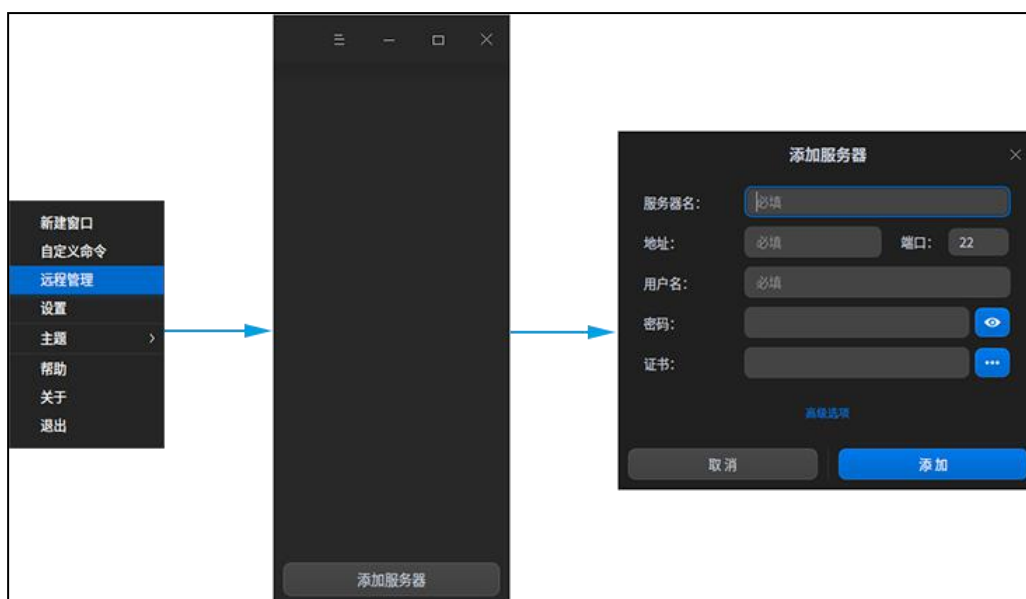 新建窗口
自定义命令
远程管理
设置
主题
帮助
关于
退出
添加服务器
添加服务器
服务器名:
必填
地址:
必填
端口:
22
用户名:
必填
密码:
证书:
高级选项
取消
添加